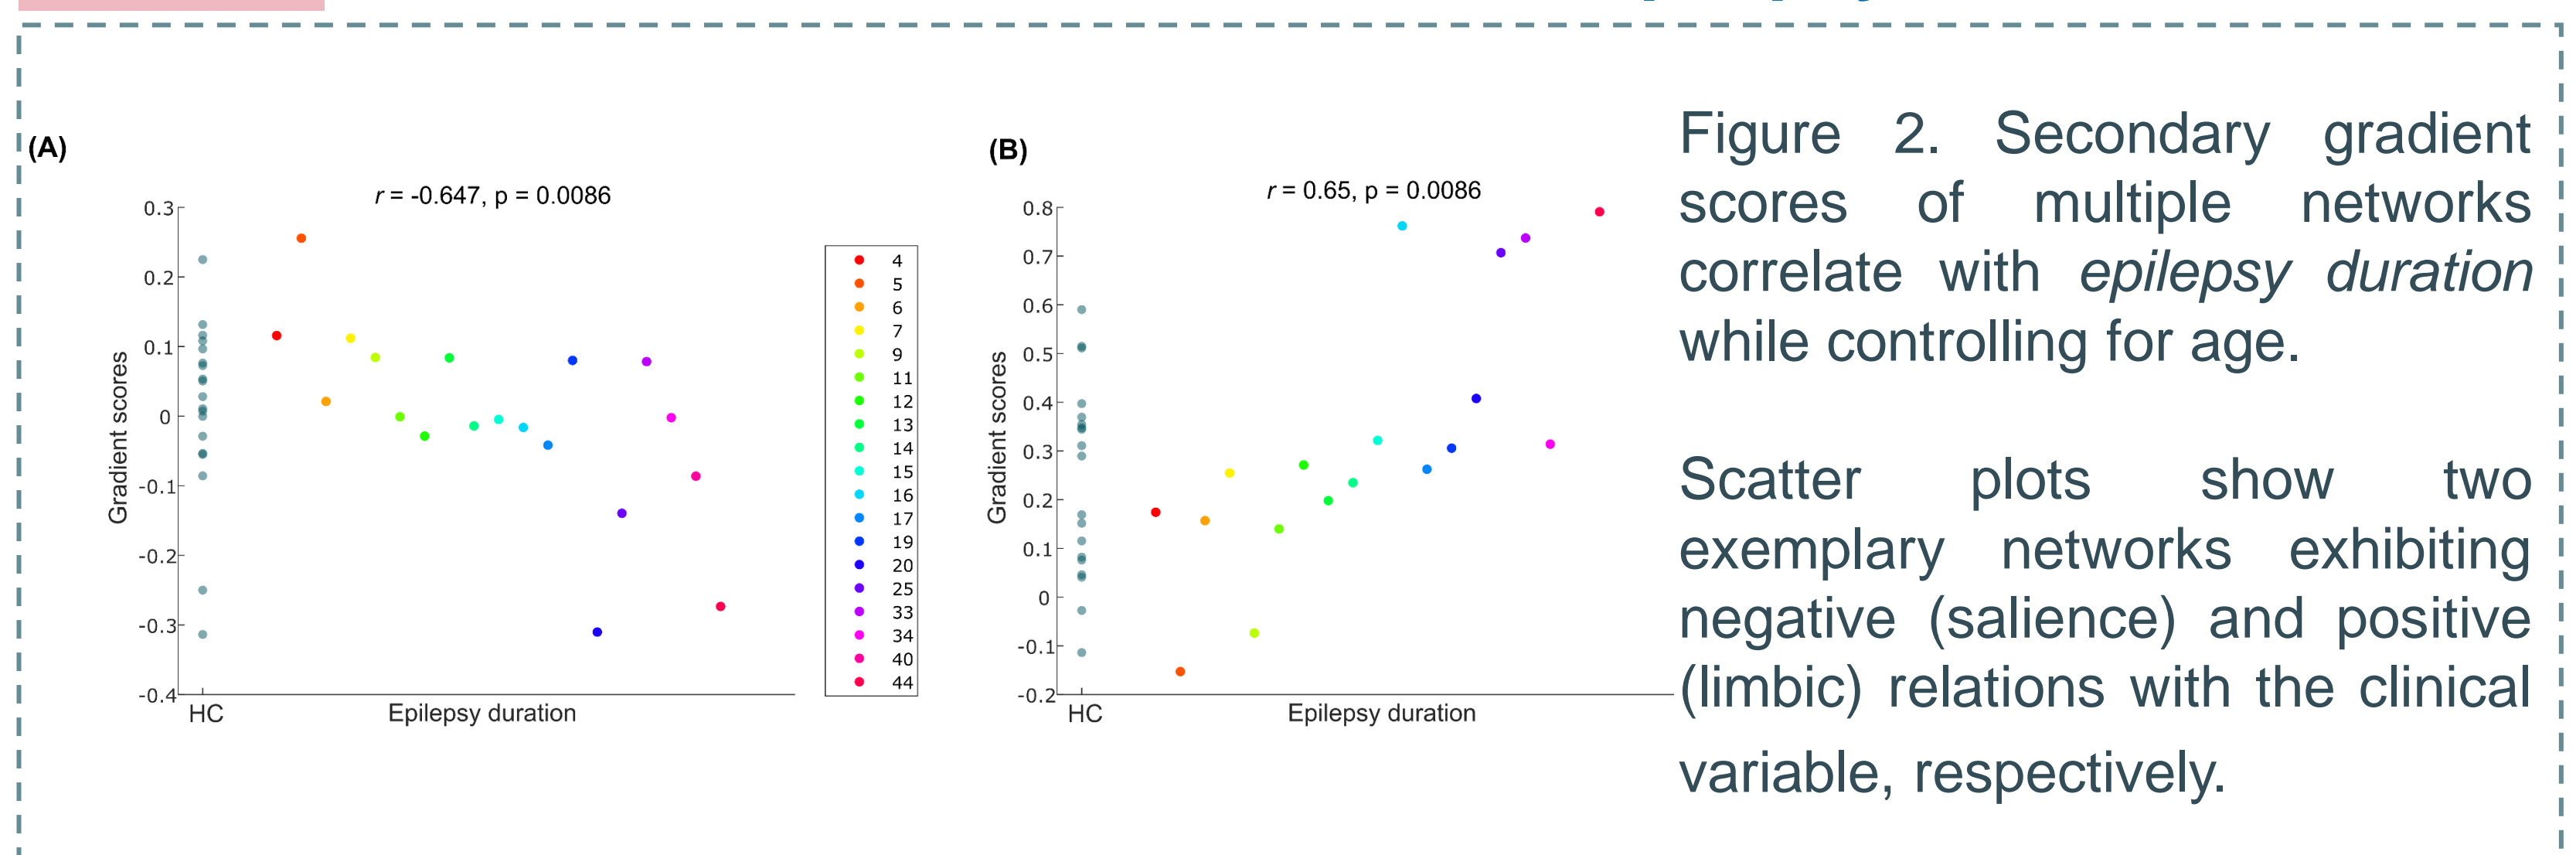 (A)
r = -0.647, p = 0.0086
0.3
0.2
0.1
0
-0.1
-0.2
-0.3
-0.4
Gradient scores
HC
Epilepsy duration
4
5
6
7
9
11
12
13
14
15
16
17
19
20
25
33
34
40
44
(B)
r = 0.65, p = 0.0086
0.8
0.7
0.6
0.5
0.4
0.3
0.2
0.1
0
-0.1
-0.2
Gradient scores
HC
Epilepsy duration
Figure 2. Secondary gradient
scores of multiple networks
correlate with epilepsy duration
while controlling for age.
Scatter plots show two
exemplary networks exhibiting
negative (salience) and positive
(limbic) relations with the clinical
variable, respectively.